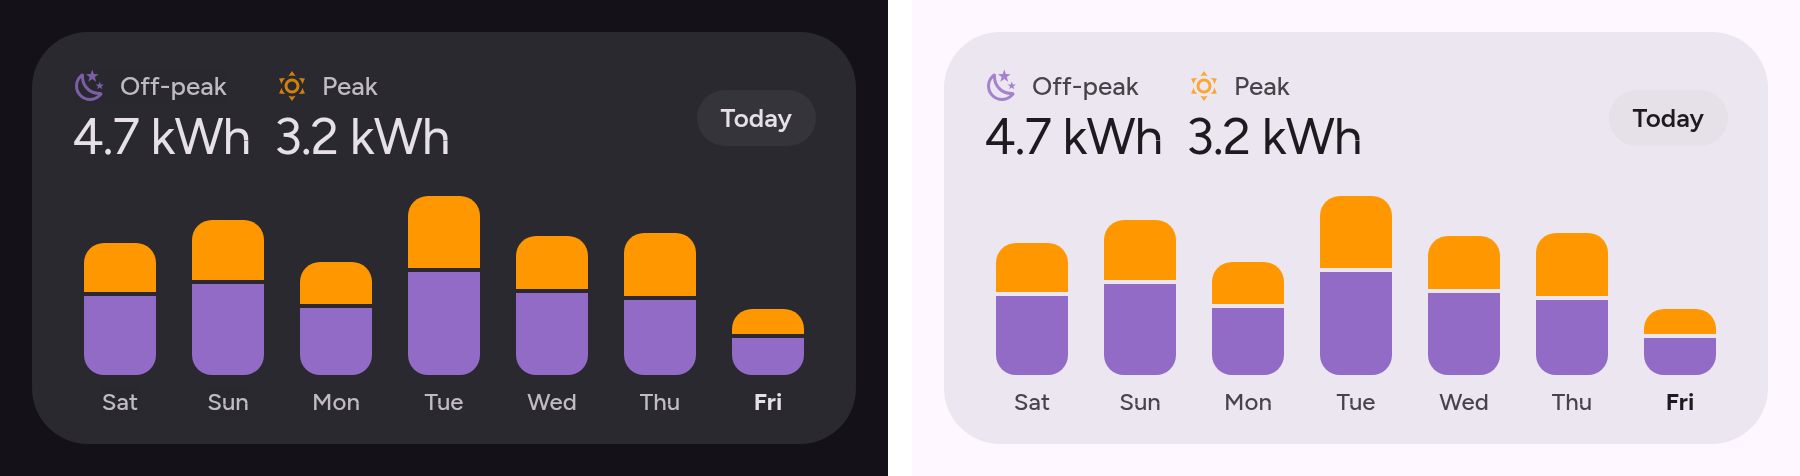 Off-peak Peak
4.7 kWh 3.2 kWh
Today
Sat Sun Mon Tue Wed Thu Fri
Off-peak Peak
4.7 kWh 3.2 kWh
Today
Sat Sun Mon Tue Wed Thu Fri